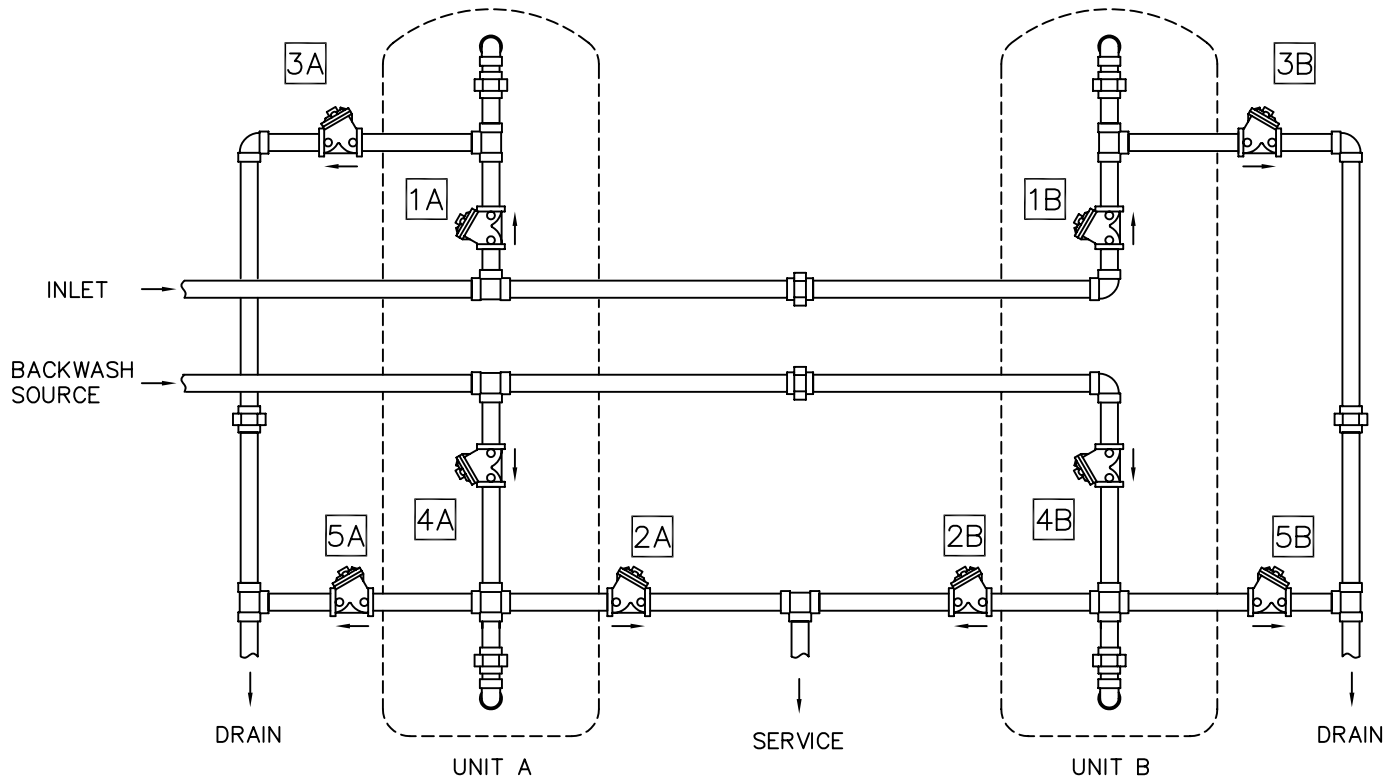 3A
3B
1A
1B
INLET
BACKWASH
SOURCE
4A
4B
5A
2A
2B
5B
DRAIN
SERVICE
DRAIN
UNIT A
UNIT B